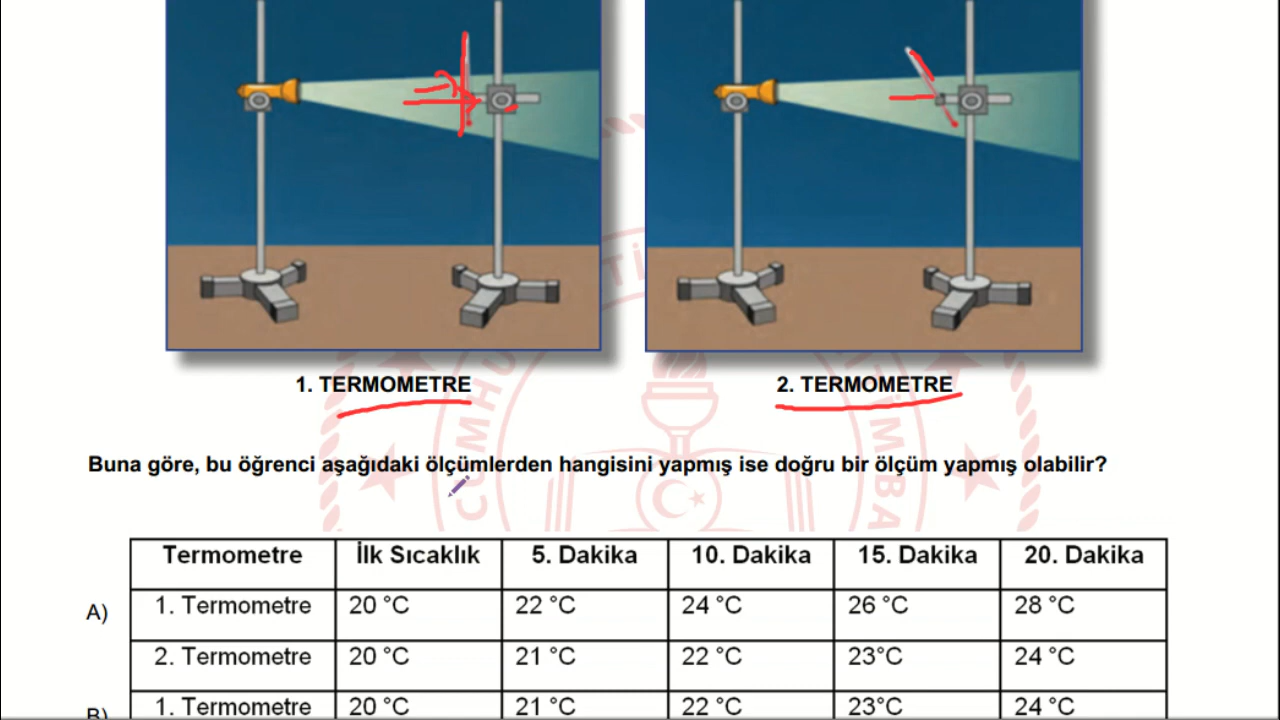 1. TERMOMETRE
2. TERMOMETRE
Buna göre, bu öğrenci aşağıdaki ölçümlerden hangisini yapmış ise doğru bir ölçüm yapmış olabilir?
Termometre İlk Sıcaklık 5. Dakika 10. Dakika 15. Dakika 20. Dakika
A)
1. Termometre 20 °C 22 °C 24 °C 26 °C 28 °C
2. Termometre 20 °C 21 °C 22 °C 23°C 24 °C
B)
1. Termometre 20 °C 21 °C 22 °C 23°C 24 °C